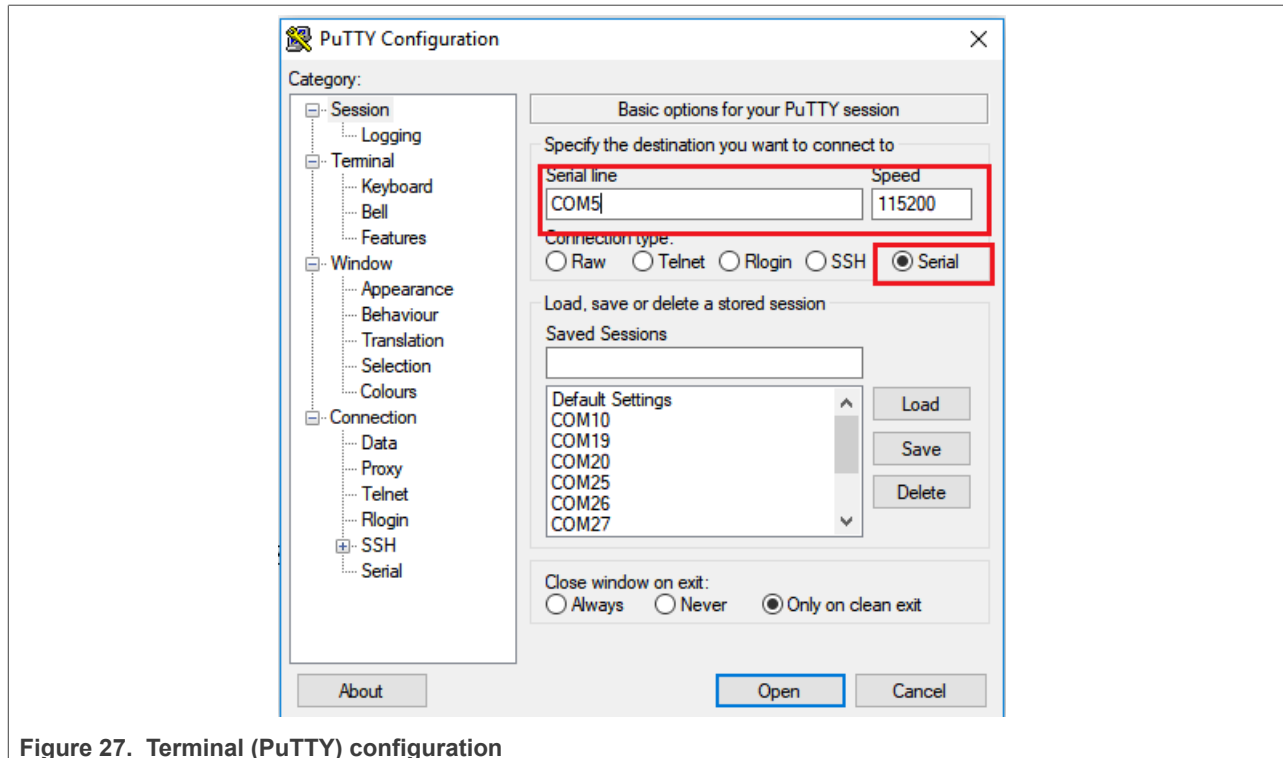 PuTTY Configuration
Category:
Session
Logging
Terminal
Keyboard
Bell
Features
Window
Appearance
Behaviour
Translation
Selection
Colours
Connection
Data
Proxy
Telnet
Rlogin
SSH
Serial
Basic options for your PuTTY session
Specify the destination you want to connect to
Serial line Speed
COM5 115200
Connection type:
Raw Telnet Rlogin SSH Serial
Load, save or delete a stored session
Saved Sessions
Default Settings
COM10
COM19
COM20
COM25
COM26
COM27
Load
Save
Delete
Close window on exit:
Always Never Only on clean exit
About Open Cancel
Figure 27. Terminal (PuTTY) configuration